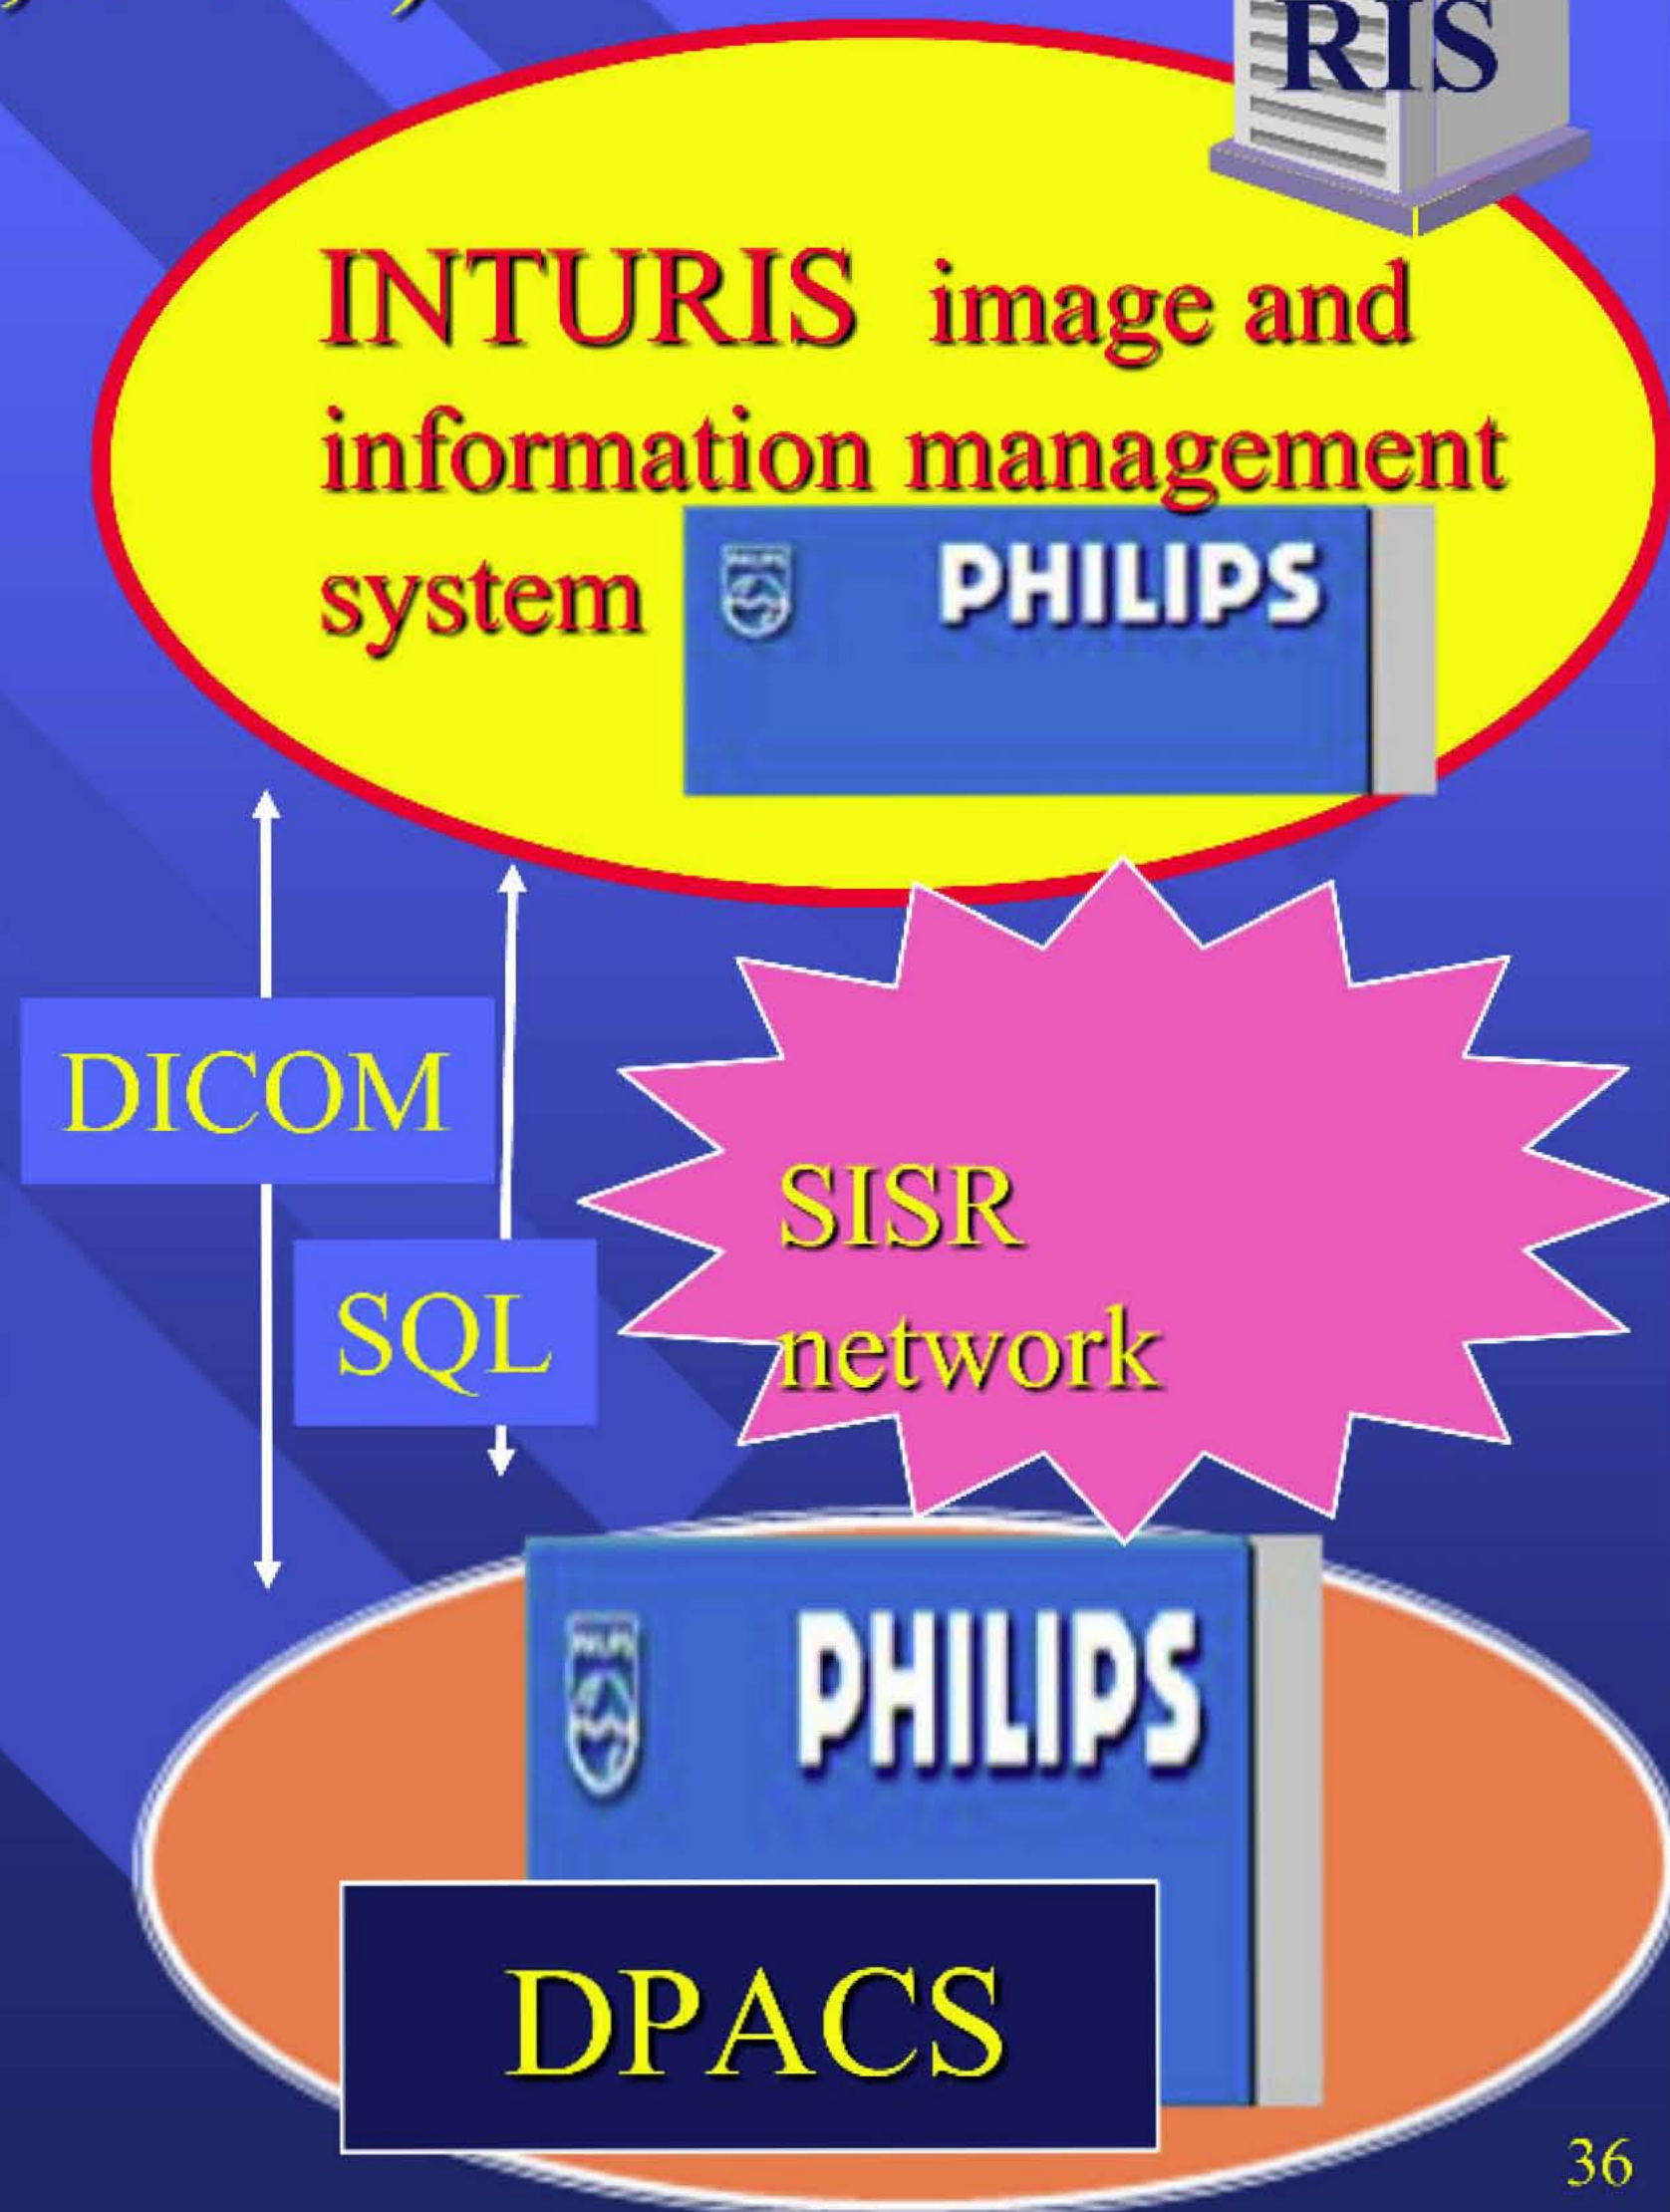 RIS
INTURIS image and
information management
system
PHILIPS
DICOM
SQL
SISR
network
PHILIPS
DPACS
36